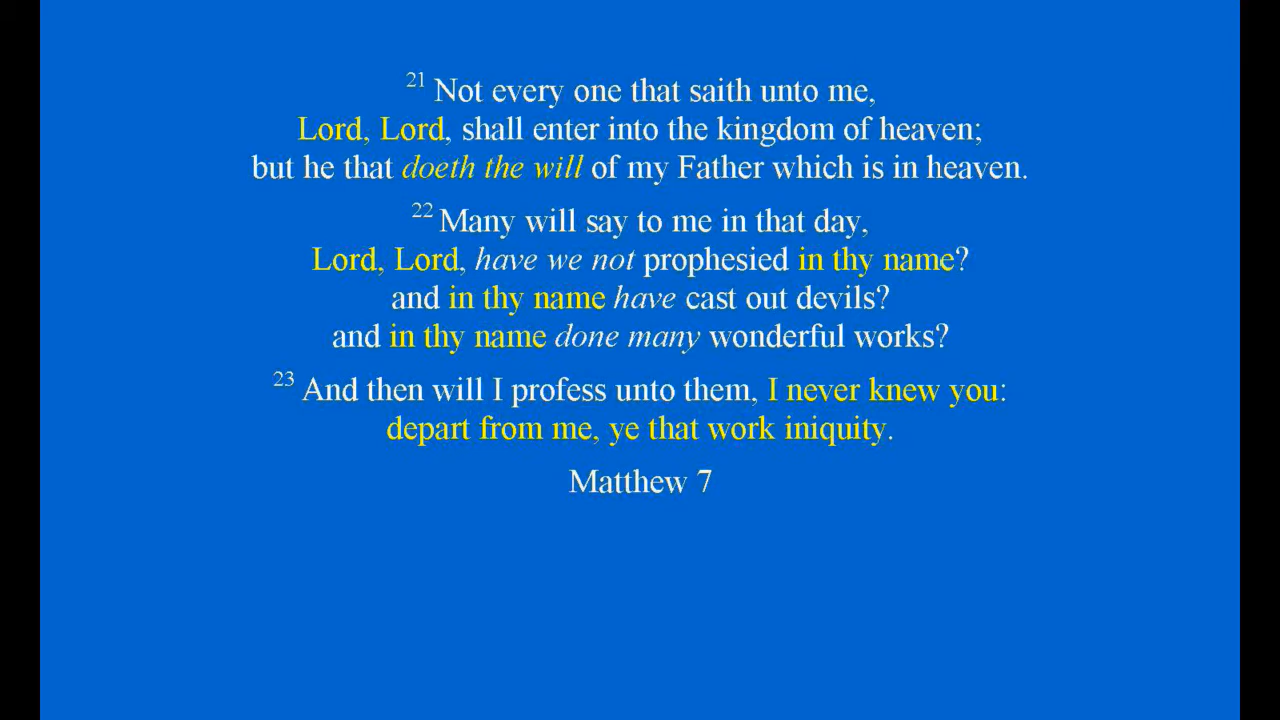 21 Not every one that saith unto me,
Lord, Lord, shall enter into the kingdom of heaven;
but he that doeth the will of my Father which is in heaven.
22 Many will say to me in that day,
Lord, Lord, have we not prophesied in thy name?
and in thy name have cast out devils?
and in thy name done many wonderful works?
23 And then will I profess unto them, I never knew you:
depart from me, ye that work iniquity.
Matthew 7